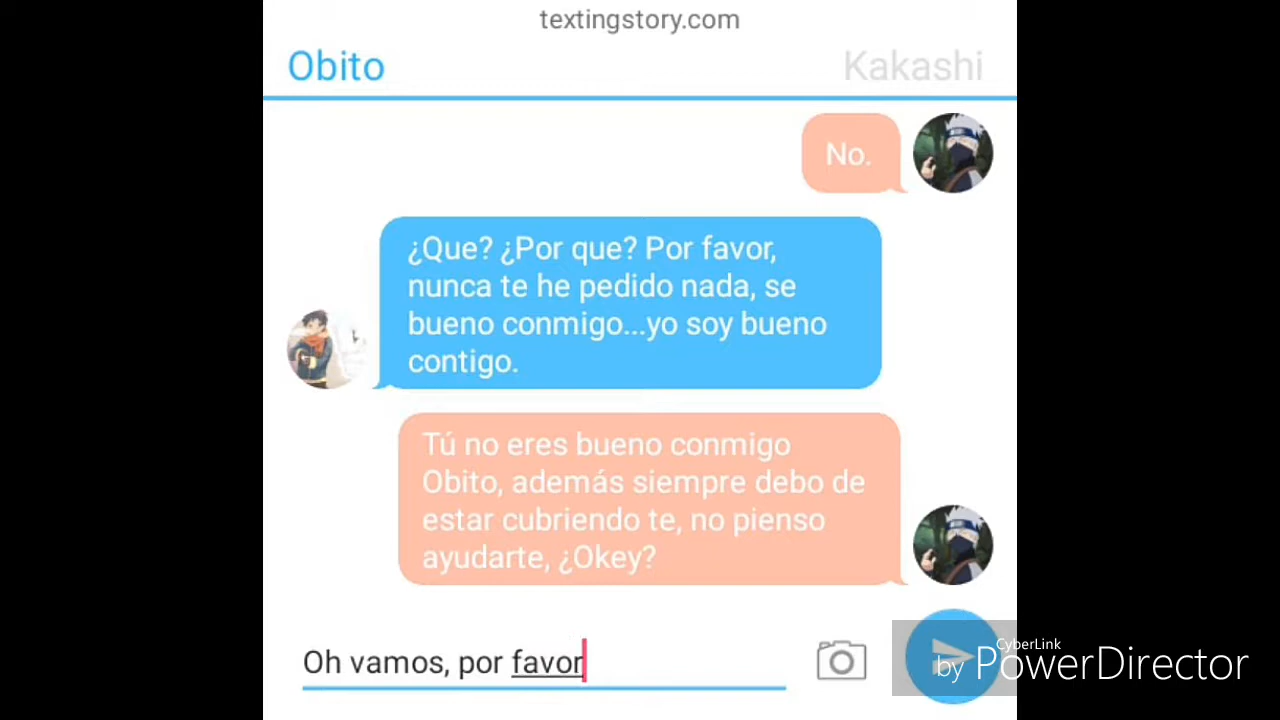 textingstory.com
Obito
Kakashi
No.
¿Que? ¿Por que? Por favor,
nunca te he pedido nada, se
bueno conmigo...yo soy bueno
contigo.
Tú no eres bueno conmigo
Obito, además siempre debo de
estar cubriendo te, no pienso
ayudarte, ¿Okey?
Oh vamos, por favor
CyberLink
by PowerDirector